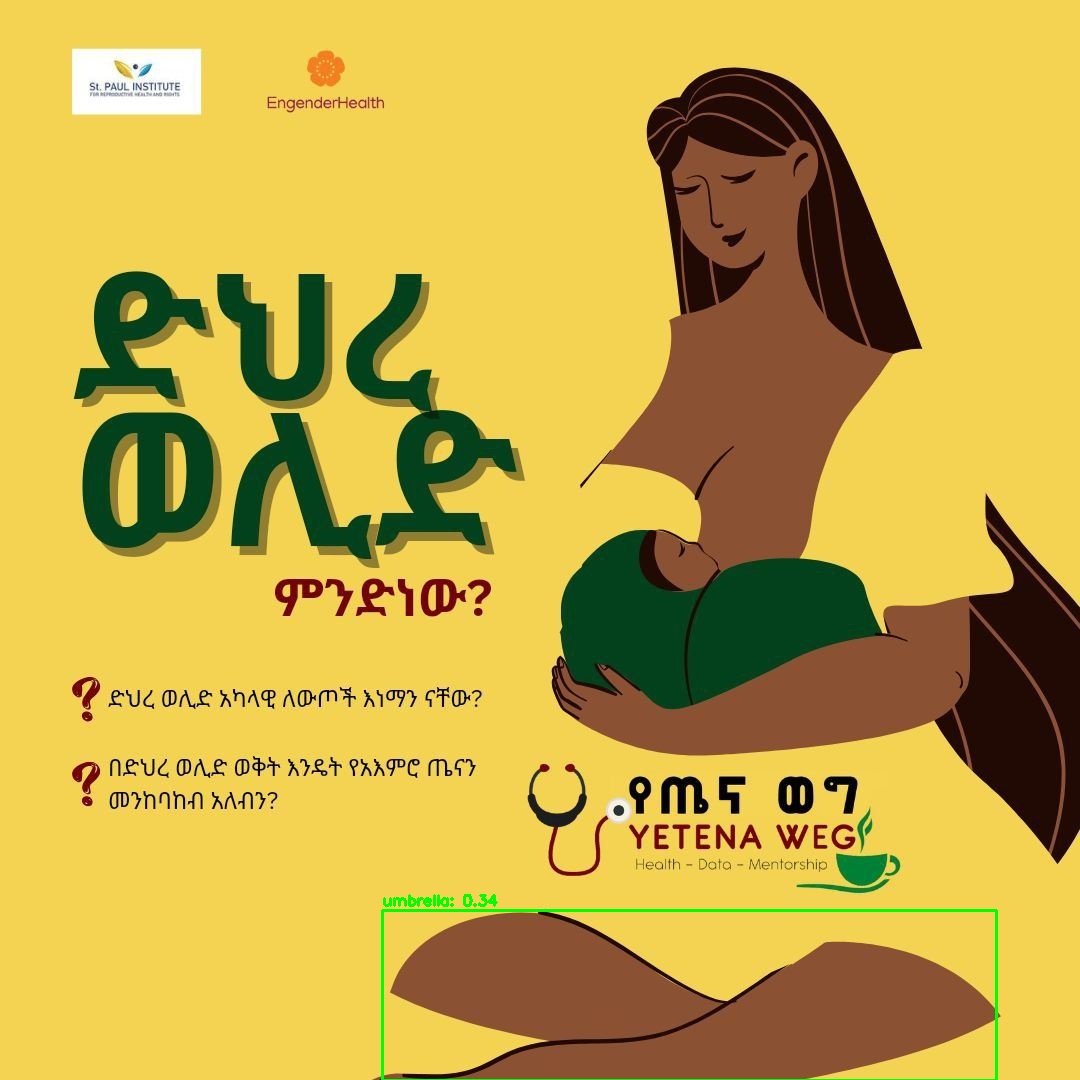 St. PAUL INSTITUTE
FOR REPRODUCTIVE HEALTH AND RIGHTS
EngenderHealth
ድህረ
ወሊድ
ምንድነው?
? ድህረ ወሊድ አካላዊ ለውጦች እነማን ናቸው?
? በድህረ ወሊድ ወቅት እንዴት የአእምሮ ጤናን
መንከባከብ አለብን?
የጤና ወግ
YETENA WEG
Health - Data - Mentorship
umbrella: 0.34